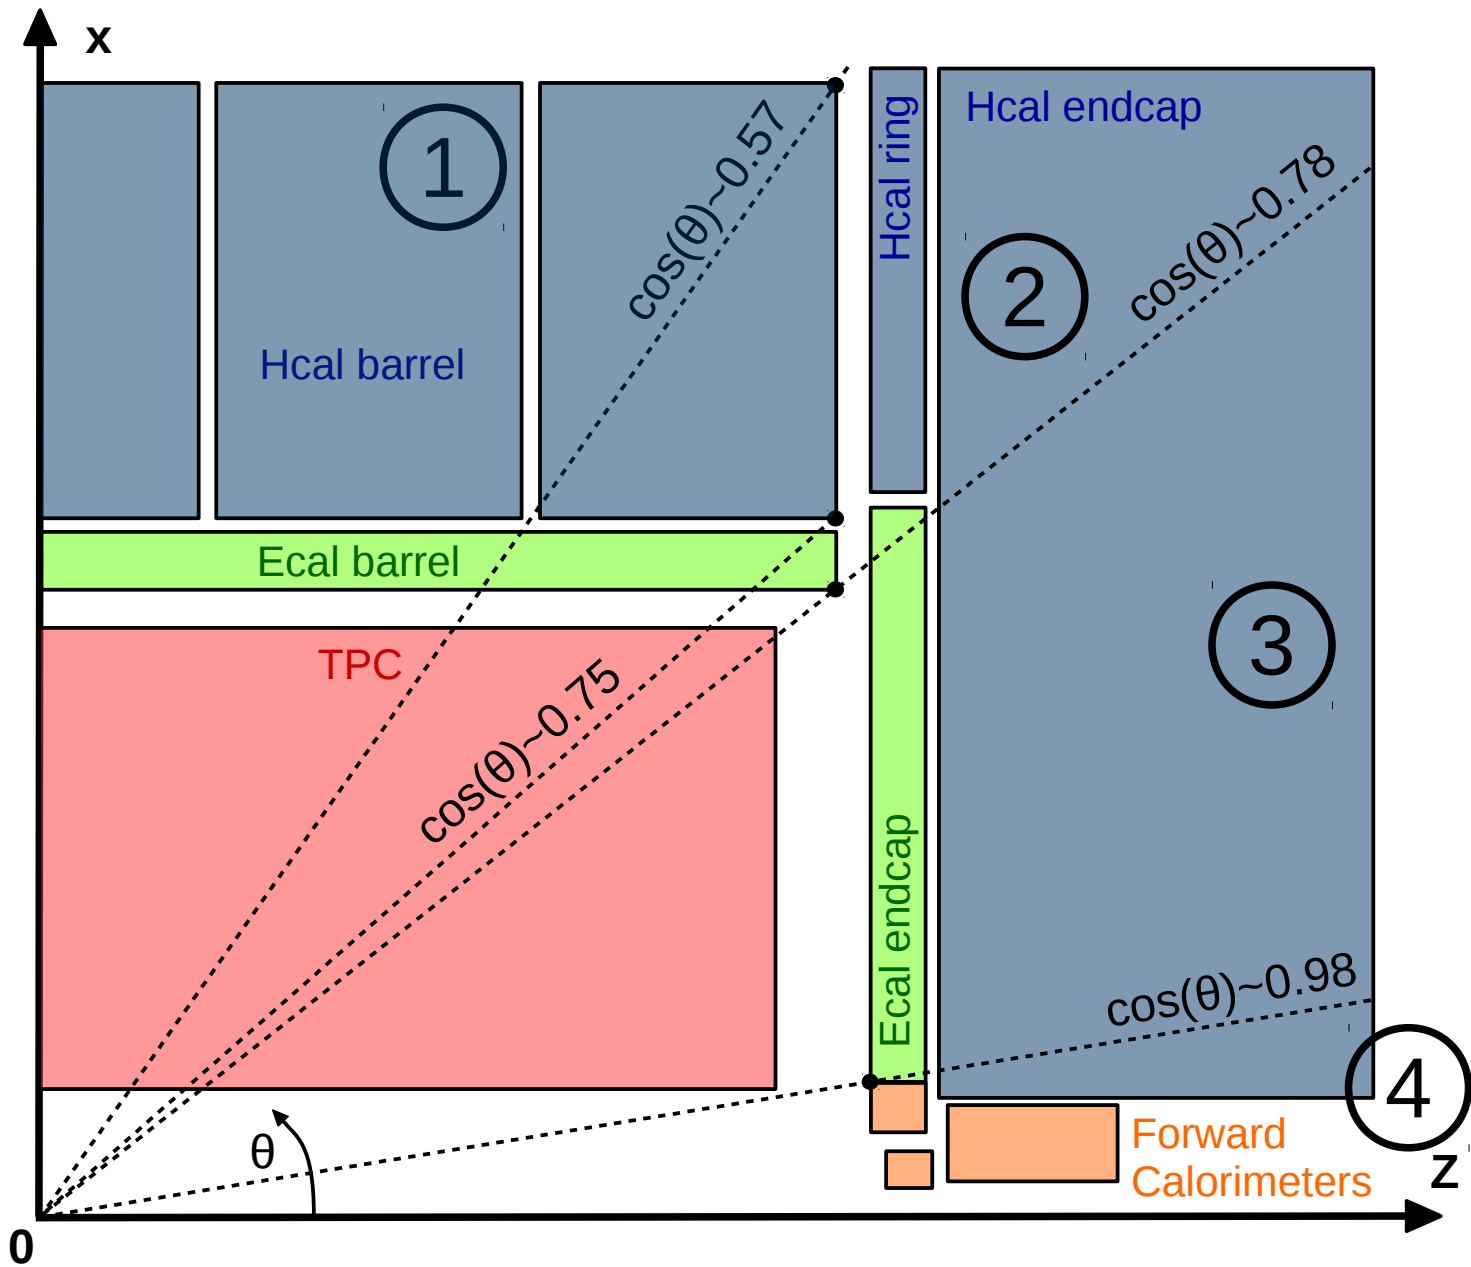 x
Hcal endcap
Hcal ring
1
cos(θ)~0.57
cos(θ)~0.78
2
Hcal barrel
Ecal barrel
TPC
cos(θ)~0.75
3
Ecal endcap
cos(θ)~0.98
4
θ
Forward
Calorimeters
z
0